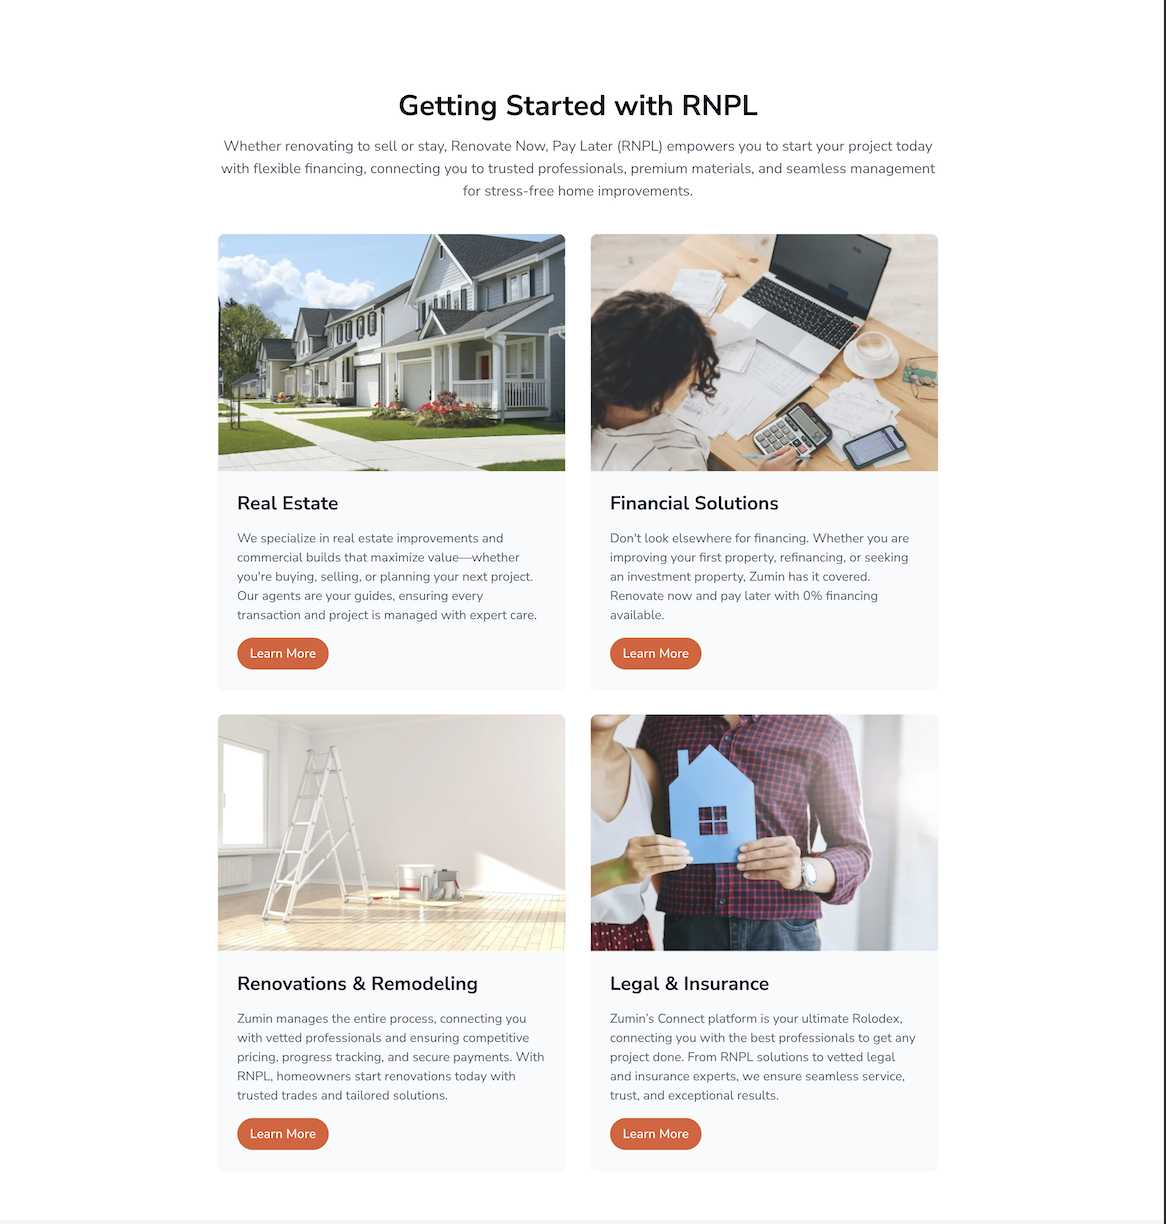 Getting Started with RNPL
Whether renovating to sell or stay, Renovate Now, Pay Later (RNPL) empowers you to start your project today
with flexible financing, connecting you to trusted professionals, premium materials, and seamless management
for stress-free home improvements.
Real Estate
We specialize in real estate improvements and
commercial builds that maximize value—whether
you're buying, selling, or planning your next project.
Our agents are your guides, ensuring every
transaction and project is managed with expert care.
Learn More
Financial Solutions
Don't look elsewhere for financing. Whether you are
improving your first property, refinancing, or seeking
an investment property, Zumin has it covered.
Renovate now and pay later with 0% financing
available.
Learn More
Renovations & Remodeling
Zumin manages the entire process, connecting you
with vetted professionals and ensuring competitive
pricing, progress tracking, and secure payments. With
RNPL, homeowners start renovations today with
trusted trades and tailored solutions.
Learn More
Legal & Insurance
Zumin’s Connect platform is your ultimate Rolodex,
connecting you with the best professionals to get any
project done. From RNPL solutions to vetted legal
and insurance experts, we ensure seamless service,
trust, and exceptional results.
Learn More